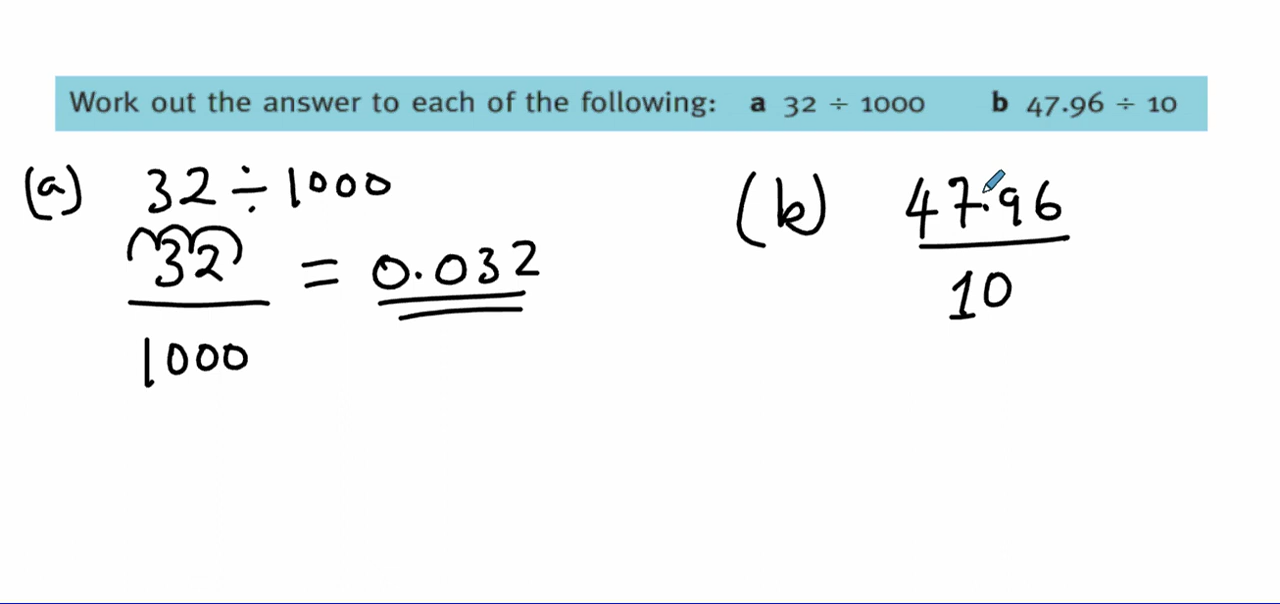 Work out the answer to each of the following: a 32 ÷ 1000 b 47.96 ÷ 10
(a) 32 ÷ 1000
32
1000
= 0.032
(b) 47.96
10